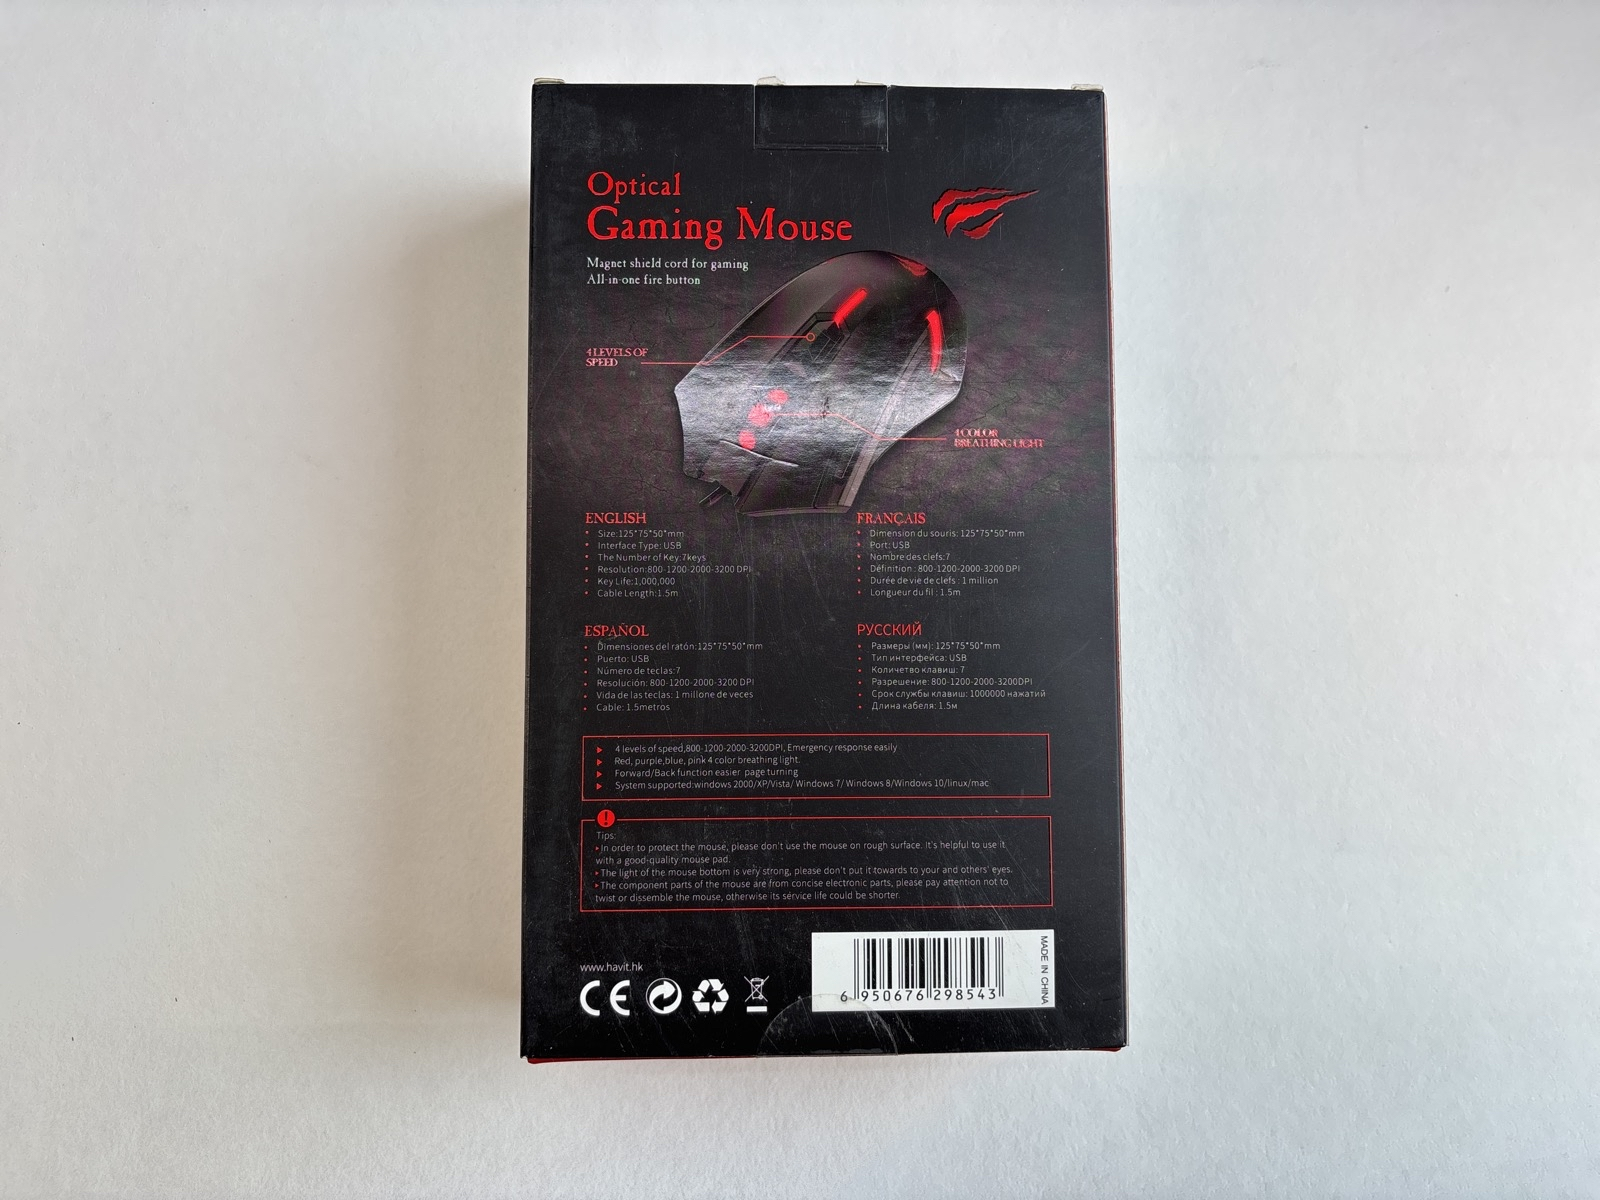 Optical
Gaming Mouse
Magnet shield cord for gaming
All-in-one fire button
4 LEVELS OF
SPEED
4 COLOR
BREATHING LIGHT
ENGLISH
Size:125*75*50*mm
Interface Type: USB
The Number of Key:7keys
Resolution:800-1200-2000-3200 DPI
Key Life:1,000,000
Cable Length:1.5m
FRANÇAIS
Dimension du souris: 125*75*50*mm
Port: USB
Nombre des clefs:7
Définition : 800-1200-2000-3200 DPI
Durée de vie de clefs : 1 million
Longueur du fil : 1.5m
ESPAÑOL
Dimensiones del ratón:125*75*50*mm
Puerto: USB
Número de teclas:7
Resolución: 800-1200-2000-3200 DPI
Vida de las teclas: 1 millone de veces
Cable: 1.5metros
РУССКИЙ
Размеры (мм): 125*75*50*mm
Тип интерфейса: USB
Количетво клавиш: 7
Разрешение: 800-1200-2000-3200DPI
Срок службы клавиш: 1000000 нажатий
Длина кабеля: 1.5м
4 levels of speed,800-1200-2000-3200DPI, Emergency response easily
Red, purple,blue, pink 4 color breathing light.
Forward/Back function easier page turning
System supported:windows 2000/XP/Vista/ Windows 7/ Windows 8/Windows 10/linux/mac
Tips:
In order to protect the mouse, please don't use the mouse on rough surface. It's helpful to use it
with a good-quality mouse pad.
The light of the mouse bottom is very strong, please don't put it towards to your and others' eyes.
The component parts of the mouse are from concise electronic parts, please pay attention not to
twist or dissemble the mouse, otherwise its service life could be shorter.
www.havit.hk
CE
6 950676 298543
MADE IN CHINA